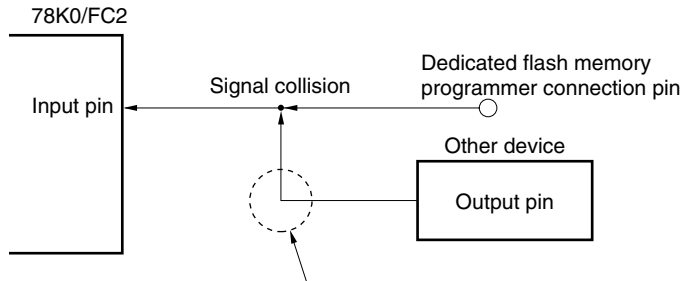 78K0/FC2
Dedicated flash memory
programmer connection pin
Signal collision
Input pin
Other device
Output pin